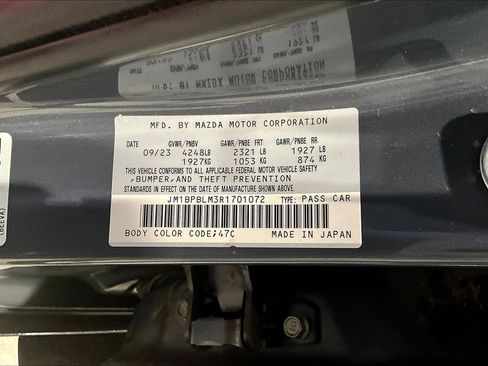 MFD. BY MAZDA MOTOR CORPORATION
DATE GVWR/PNBV GAWR/PNBE FRT GAWR/PNBE RR
09/23 4248LB 2321 LB 1927 LB
1927KG 1053 KG 874 KG
THIS VEHICLE CONFORMS TO ALL APPLICABLE FEDERAL MOTOR VEHICLE SAFETY
,BUMPER,AND THEFT PREVENTION
STANDARDS IN EFFECT ON THE DATE OF MANUFACTURE SHOWN ABOVE.
JM1BPBLM3R1701072 TYPE: PASS CAR
BODY COLOR CODE;47C MADE IN JAPAN
(BEEVA)